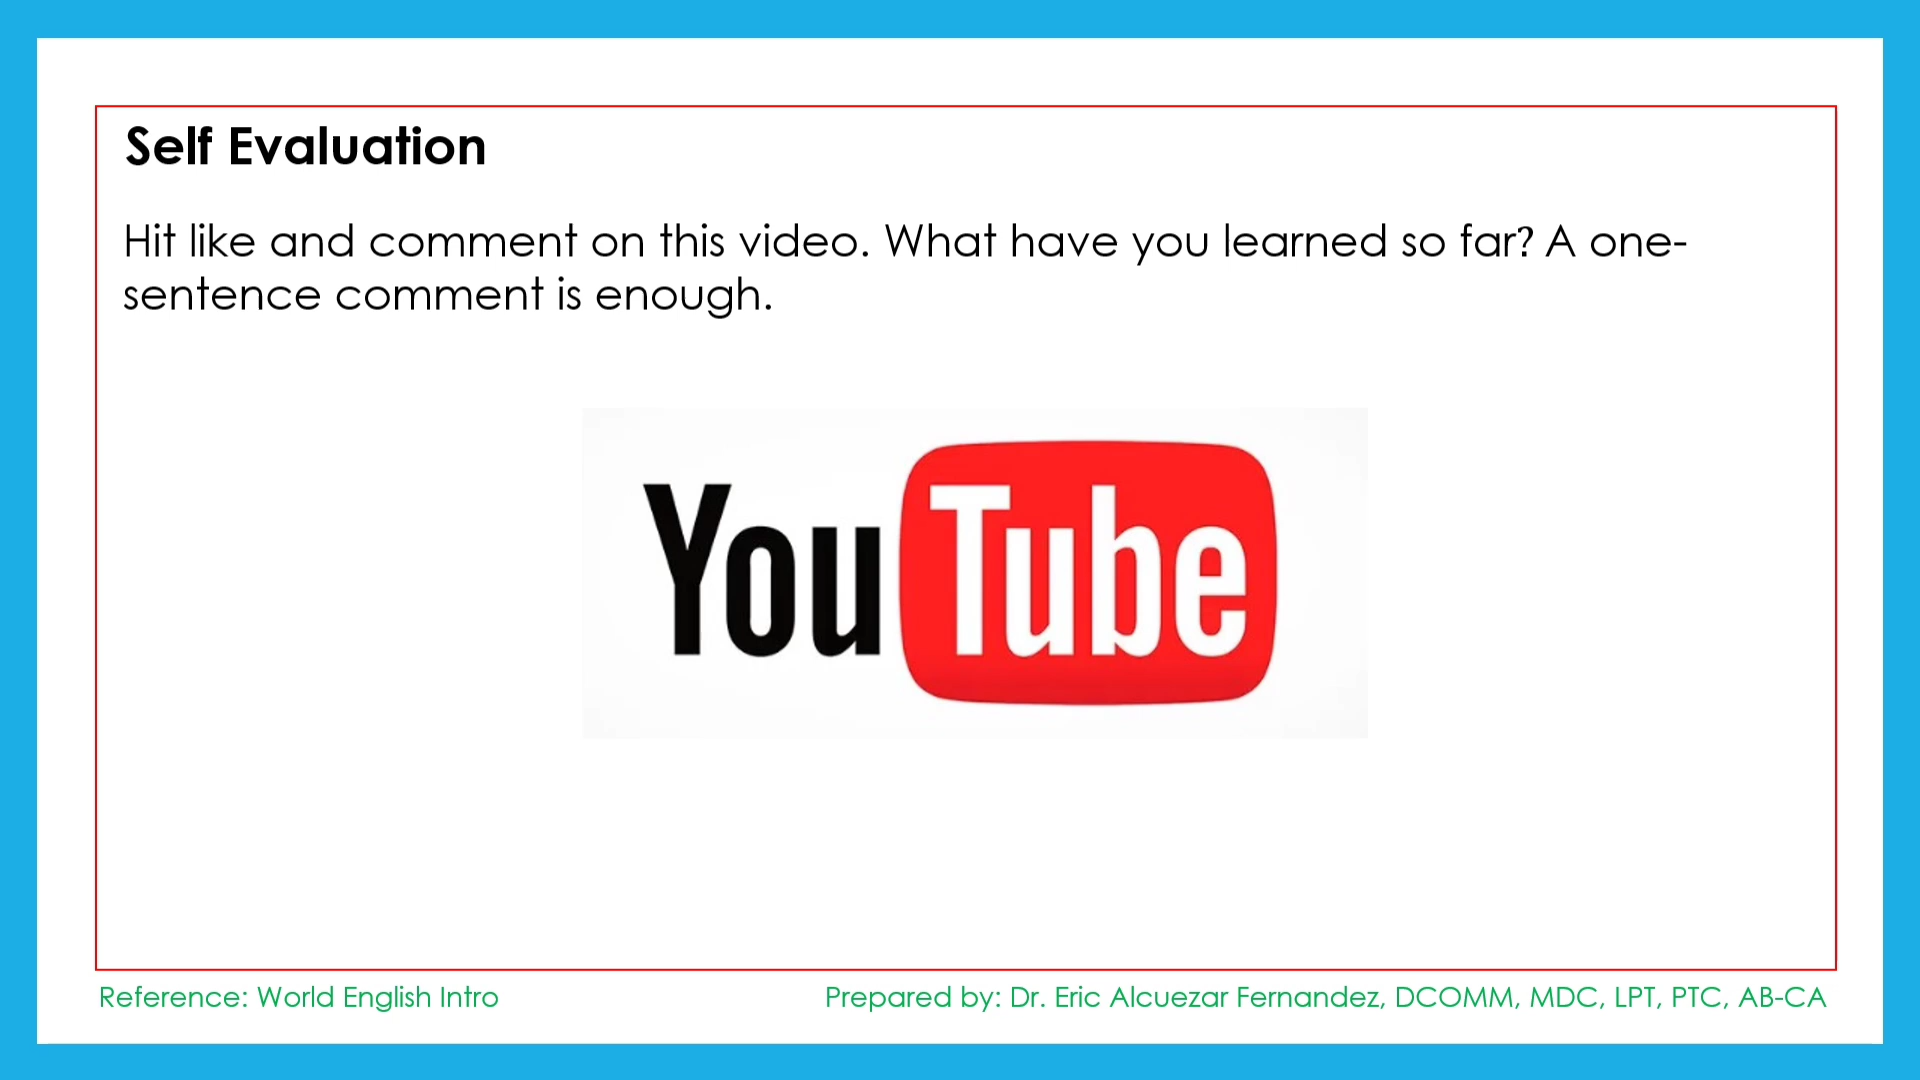 Self Evaluation
Hit like and comment on this video. What have you learned so far? A one-
sentence comment is enough.
YouTube
Reference: World English Intro
Prepared by: Dr. Eric Alcuezar Fernandez, DCOMM, MDC, LPT, PTC, AB-CA